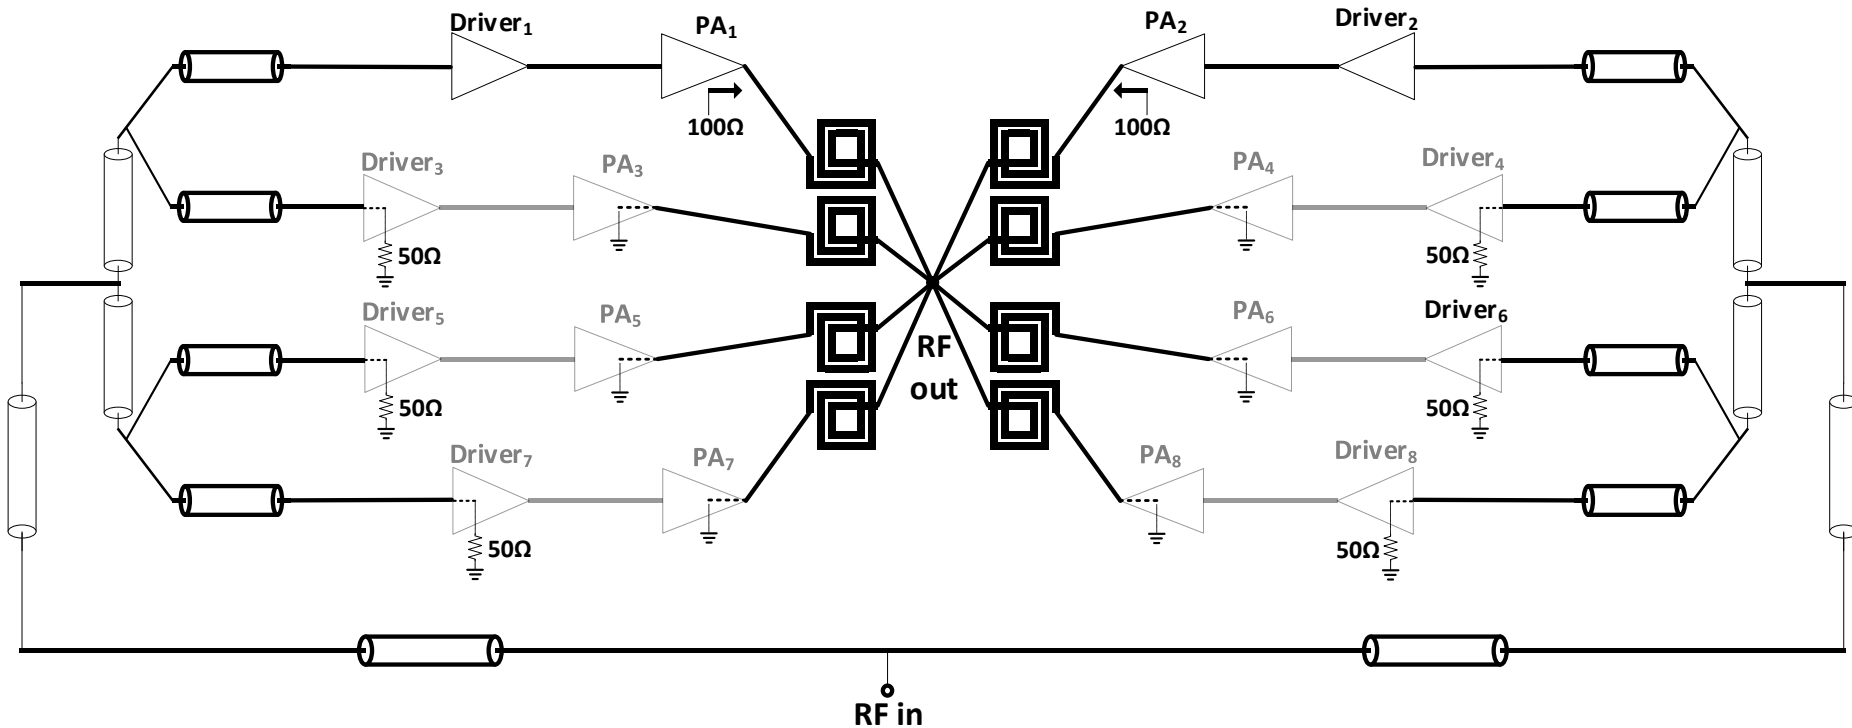 Driver₁
PA₁
PA₂
Driver₂
100Ω
100Ω
Driver₃
PA₃
PA₄
Driver₄
50Ω
50Ω
Driver₅
PA₅
RF
out
PA₆
Driver₆
50Ω
50Ω
Driver₇
PA₇
PA₈
Driver₈
50Ω
50Ω
RF in